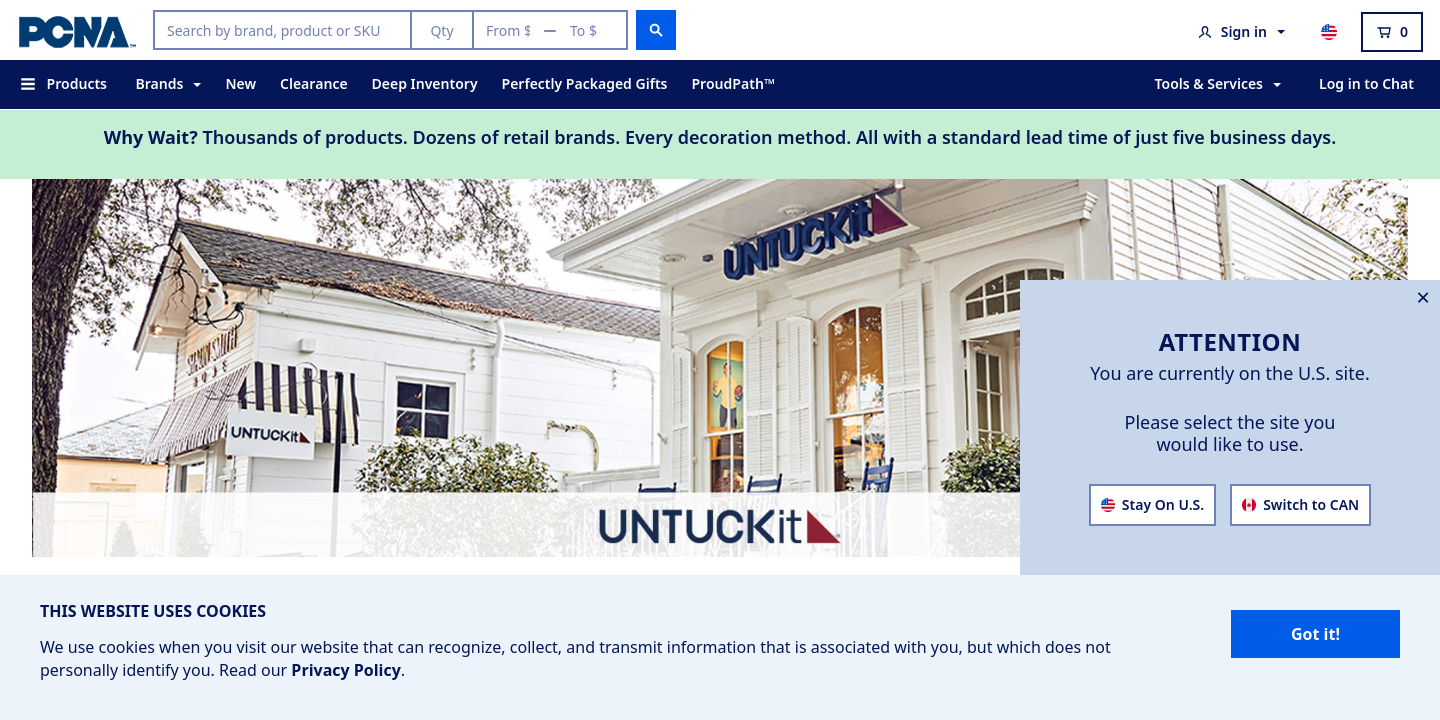 PCNA™
Search by brand, product or SKU
Qty
From $ — To $
Sign in
0
Products
Brands
New
Clearance
Deep Inventory
Perfectly Packaged Gifts
ProudPath™
Tools & Services
Log in to Chat
Why Wait? Thousands of products. Dozens of retail brands. Every decoration method. All with a standard lead time of just five business days.
UNTUCKit
UNTUCKit
UNTUCKit
ATTENTION
You are currently on the U.S. site.
Please select the site you
would like to use.
Stay On U.S.
Switch to CAN
THIS WEBSITE USES COOKIES
We use cookies when you visit our website that can recognize, collect, and transmit information that is associated with you, but which does not
personally identify you. Read our Privacy Policy.
Got it!